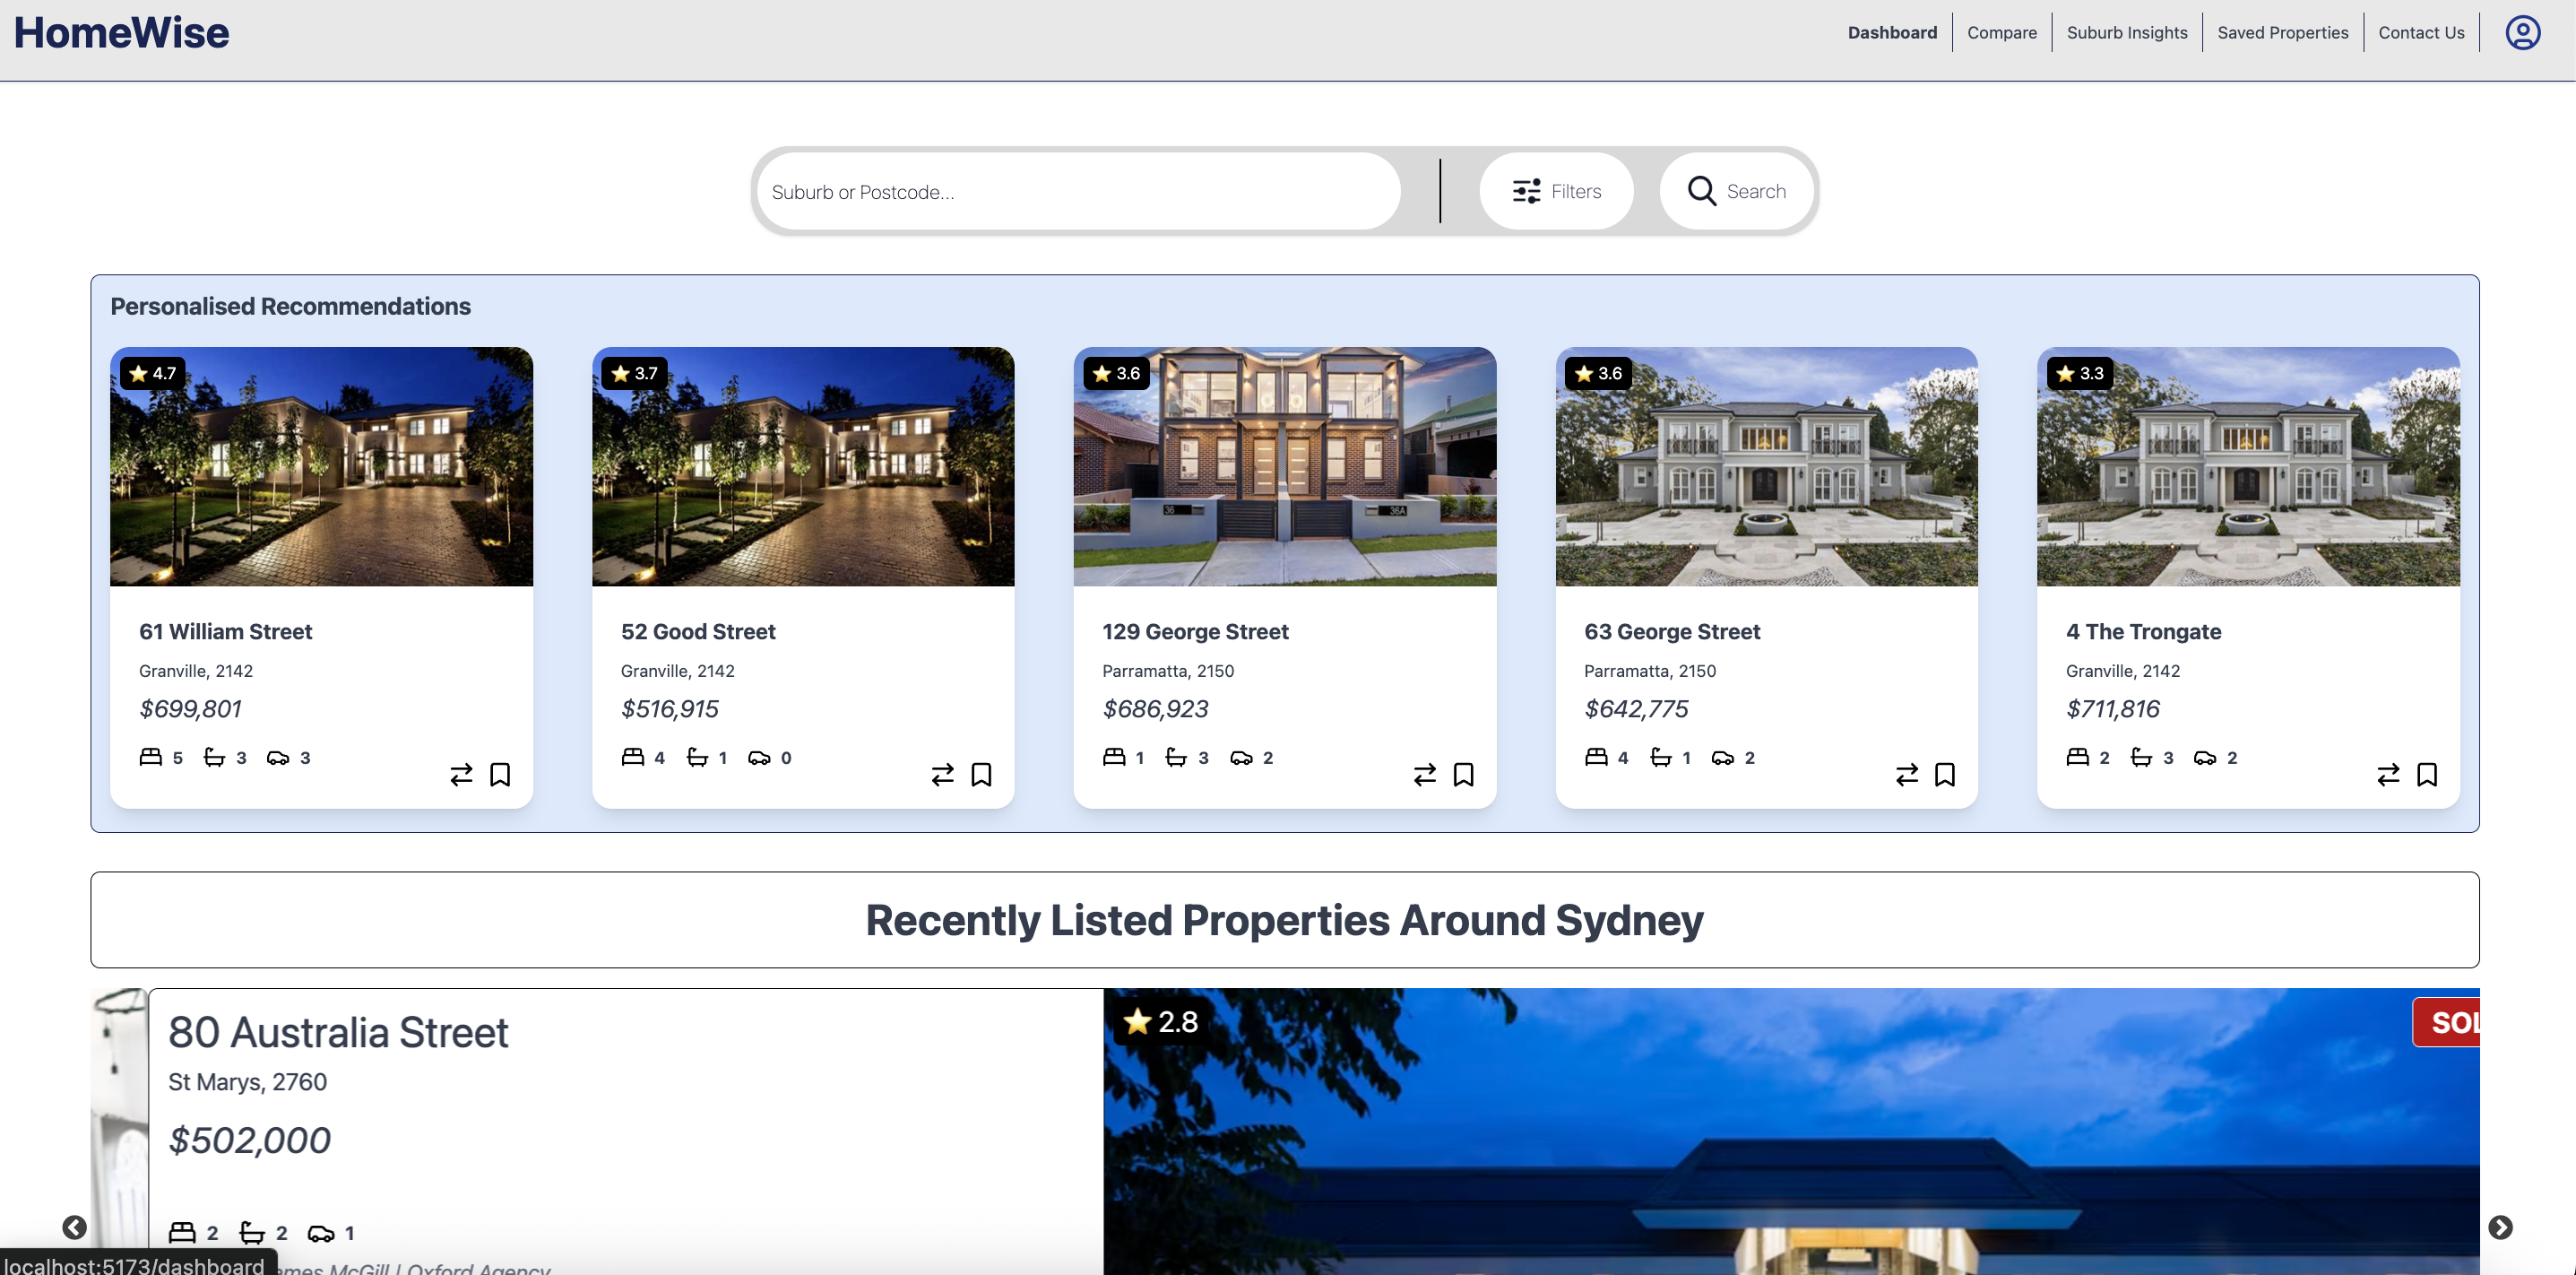 HomeWise
Dashboard
Compare
Suburb Insights
Saved Properties
Contact Us
Suburb or Postcode...
Filters
Search
Personalised Recommendations
4.7
61 William Street
Granville, 2142
$699,801
5 3 3
3.7
52 Good Street
Granville, 2142
$516,915
4 1 0
3.6
36 36A
129 George Street
Parramatta, 2150
$686,923
1 3 2
3.6
63 George Street
Parramatta, 2150
$642,775
4 1 2
3.3
4 The Trongate
Granville, 2142
$711,816
2 3 2
Recently Listed Properties Around Sydney
80 Australia Street
St Marys, 2760
$502,000
2 2 1
McGill | Oxford Agency
2.8
localhost:5173/dashboard